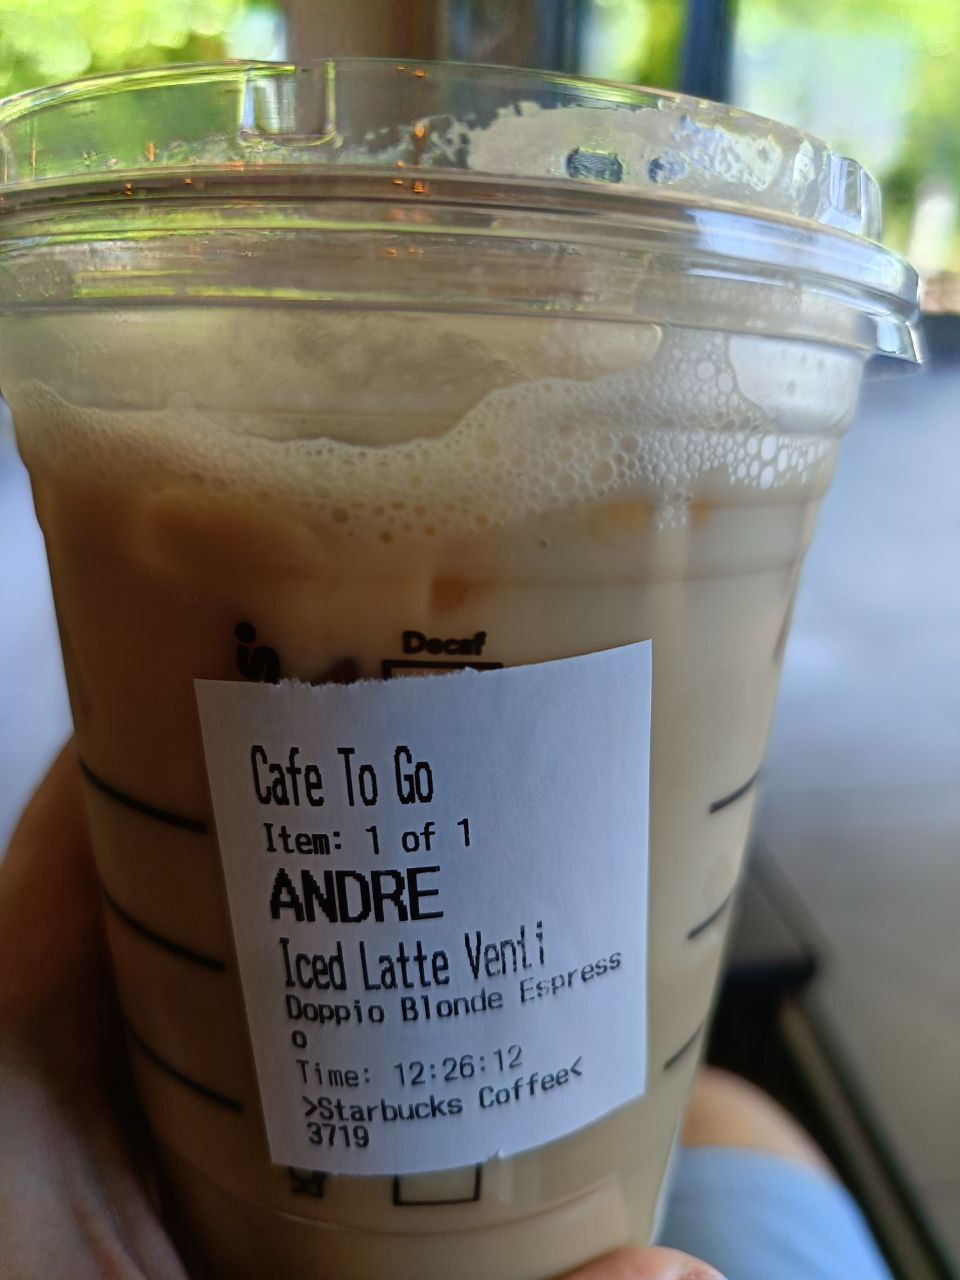 Decaf
Cafe To Go
Item: 1 of 1
ANDRE
Iced Latte Venti
Doppio Blonde Espress
o
Time: 12:26:12
>Starbucks Coffee<
3719